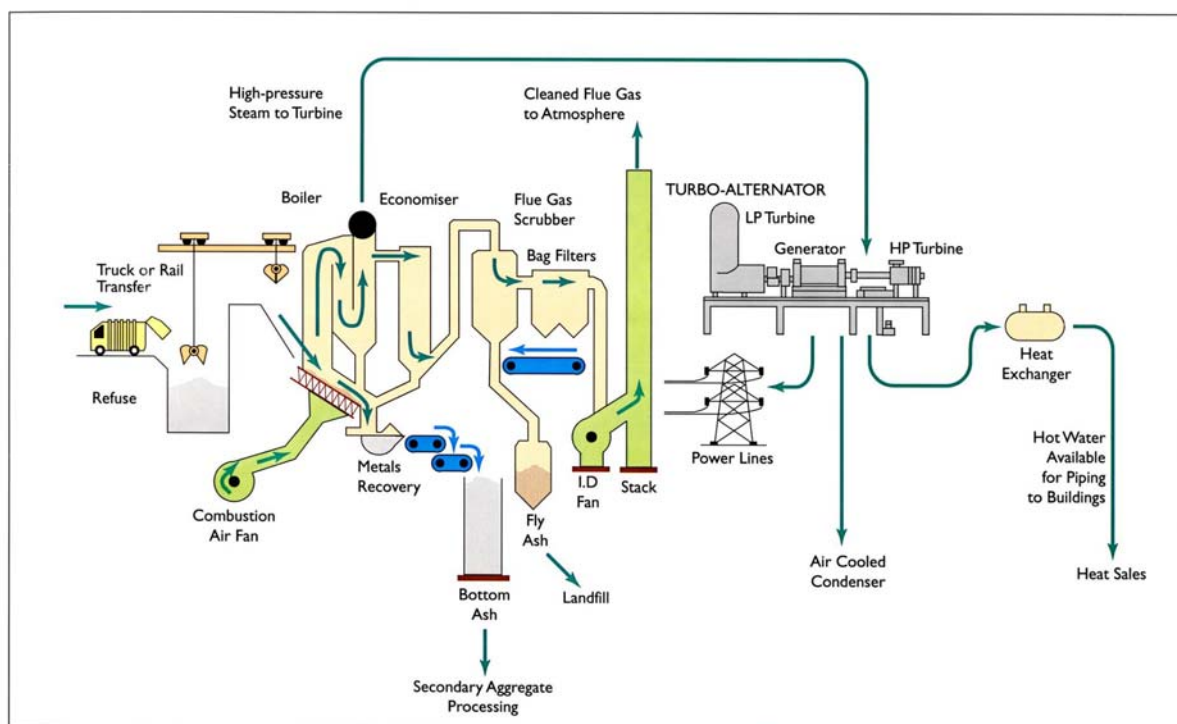 High-pressure
Steam to Turbine
Cleaned Flue Gas
to Atmosphere
Boiler
Economiser
Flue Gas
Scrubber
Bag Filters
TURBO-ALTERNATOR
LP Turbine
Generator
HP Turbine
Truck or Rail
Transfer
Refuse
Heat
Exchanger
Metals
Recovery
Combustion
Air Fan
I.D
Fan
Stack
Power Lines
Fly
Ash
Hot Water
Available
for Piping
to Buildings
Air Cooled
Condenser
Heat Sales
Bottom
Ash
Landfill
Secondary Aggregate
Processing